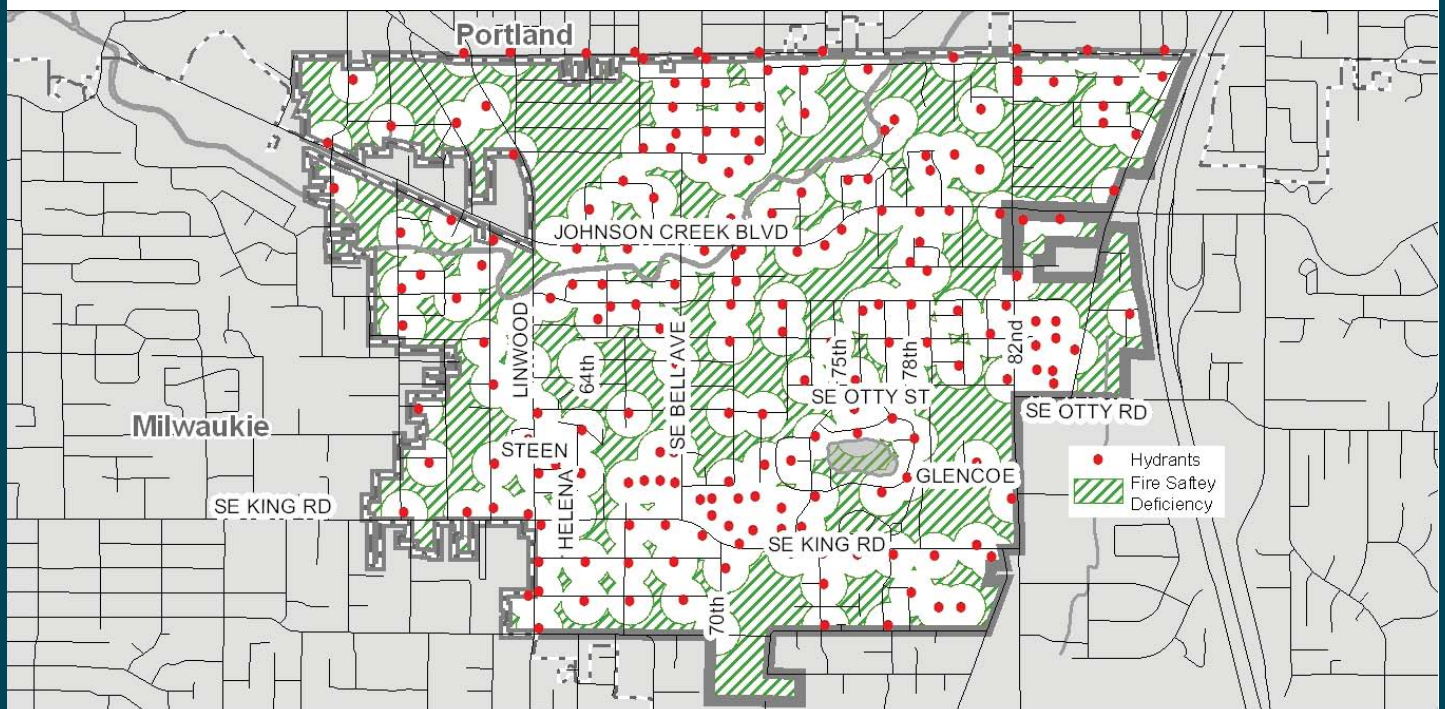 Portland
JOHNSON CREEK BLVD
LINWOOD
64th
SE BELL AVE
75th
78th
82nd
SE OTTY ST
SE OTTY RD
Milwaukie
STEEN
GLENCOE
Hydrants
Fire Saftey
Deficiency
SE KING RD
HELENA
SE KING RD
70th